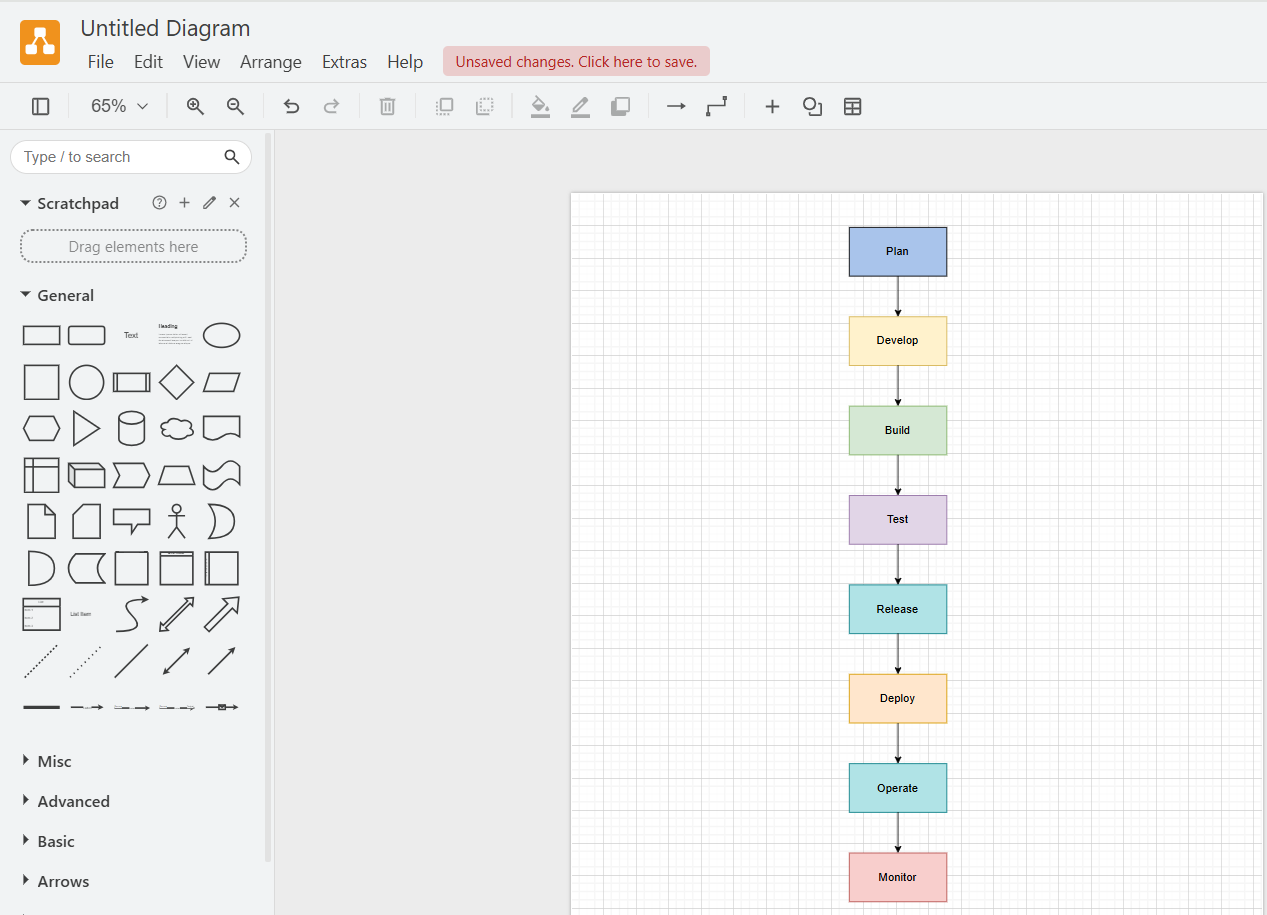 Untitled Diagram
File Edit View Arrange Extras Help Unsaved changes. Click here to save.
65%
Type / to search
Scratchpad
Drag elements here
General
Text
Heading
List Item
Misc
Advanced
Basic
Arrows
Plan
Develop
Build
Test
Release
Deploy
Operate
Monitor